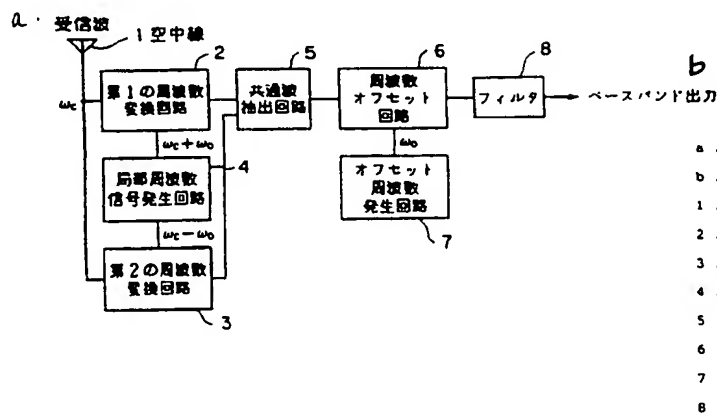 a. 受信波
1 空中線
2
第1の周波数
変換回路
ωc
ωc+ωo
4
局部周波数
信号発生回路
ωc-ωo
第2の周波数
変換回路
3
5
共通波
抽出回路
6
周波数
オフセット
回路
ωo
オフセット
周波数
発生回路
7
8
フィルタ
b
ベースバンド出力
a .
b .
1 .
2 .
3 .
4 .
5
6
7
8